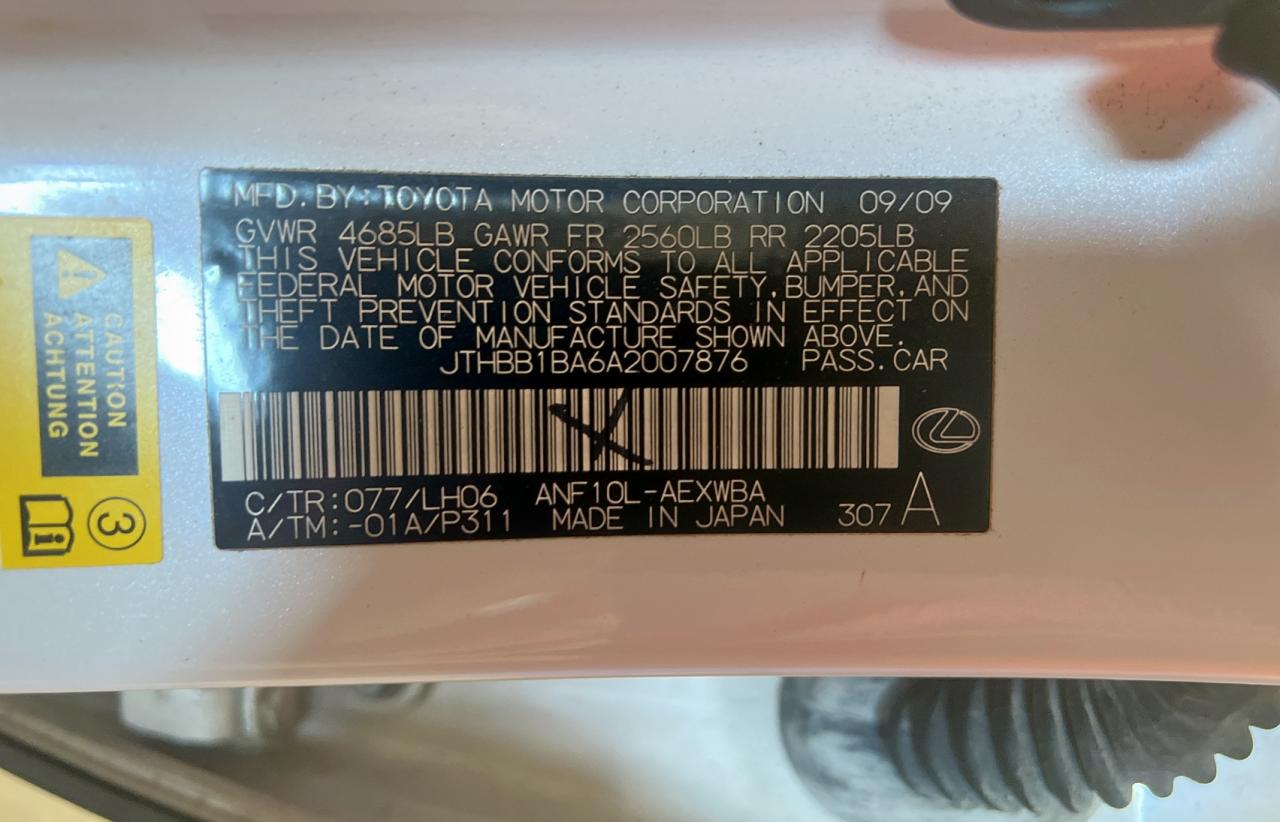 MFD.BY:TOYOTA MOTOR CORPORATION 09/09
GVWR 4685LB GAWR FR 2560LB RR 2205LB
THIS VEHICLE CONFORMS TO ALL APPLICABLE
FEDERAL MOTOR VEHICLE SAFETY,BUMPER,AND
THEFT PREVENTION STANDARDS IN EFFECT ON
THE DATE OF MANUFACTURE SHOWN ABOVE.
JTHBB1BA6A2007876 PASS.CAR
C/TR:077/LH06 ANF10L-AEXWBA
A/TM:-01A/P311 MADE IN JAPAN 307 A
CAUTION
ATTENTION
ACHTUNG
3
i